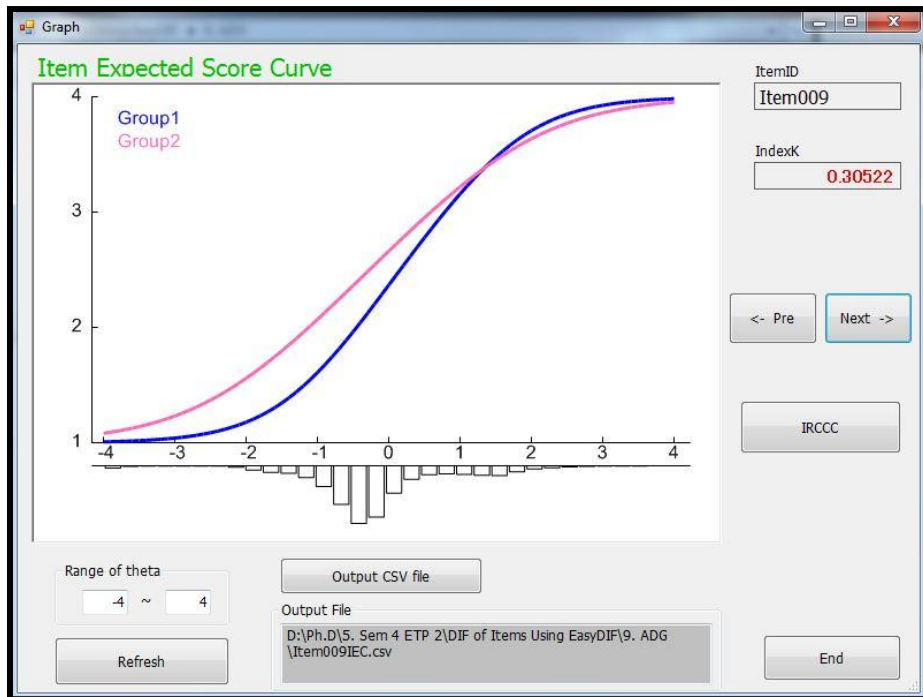 Graph
Item Expected Score Curve
Group1
Group2
4
3
2
1
-4 -3 -2 -1 0 1 2 3 4
ItemID
Item009
IndexK
0.30522
<- Pre Next ->
IRCCC
Range of theta
-4 ~ 4
Refresh
Output CSV file
Output File
D:\Ph.D\5. Sem 4 ETP 2\DIF of Items Using EasyDIF\9. ADG
\Item009IEC.csv
End